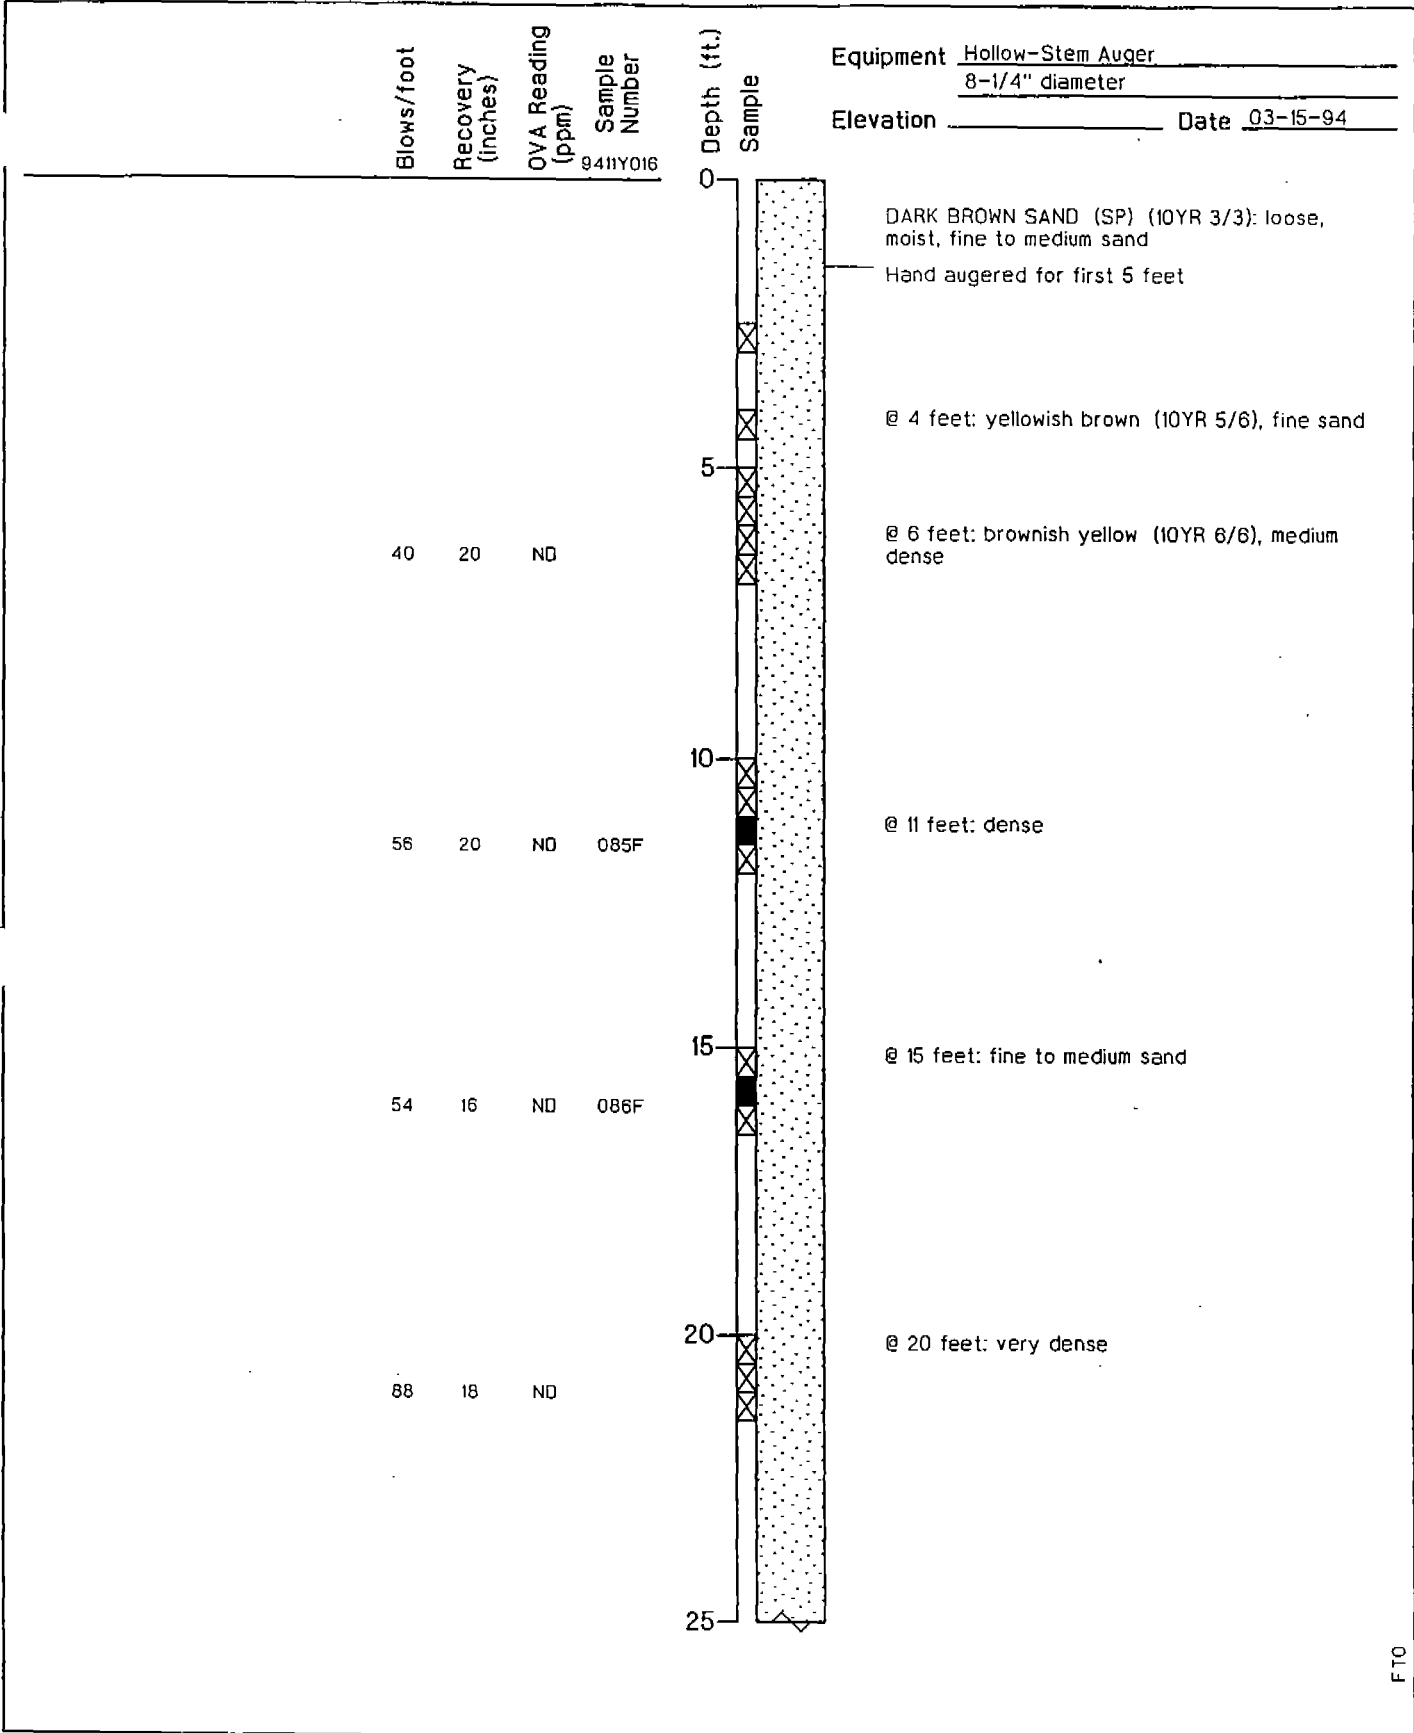 Blows/foot
Recovery
(inches)
OVA Reading
(ppm)
Sample
Number
9411Y016
Depth (ft.)
Sample
Equipment Hollow-Stem Auger
8-1/4" diameter
Elevation Date 03-15-94
0
DARK BROWN SAND (SP) (10YR 3/3): loose,
moist, fine to medium sand
Hand augered for first 5 feet
@ 4 feet: yellowish brown (10YR 5/6), fine sand
5
@ 6 feet: brownish yellow (10YR 6/6), medium
dense
40 20 ND
10
@ 11 feet: dense
56 20 ND 085F
15
@ 15 feet: fine to medium sand
54 16 ND 086F
20
@ 20 feet: very dense
88 18 ND
25
FTO